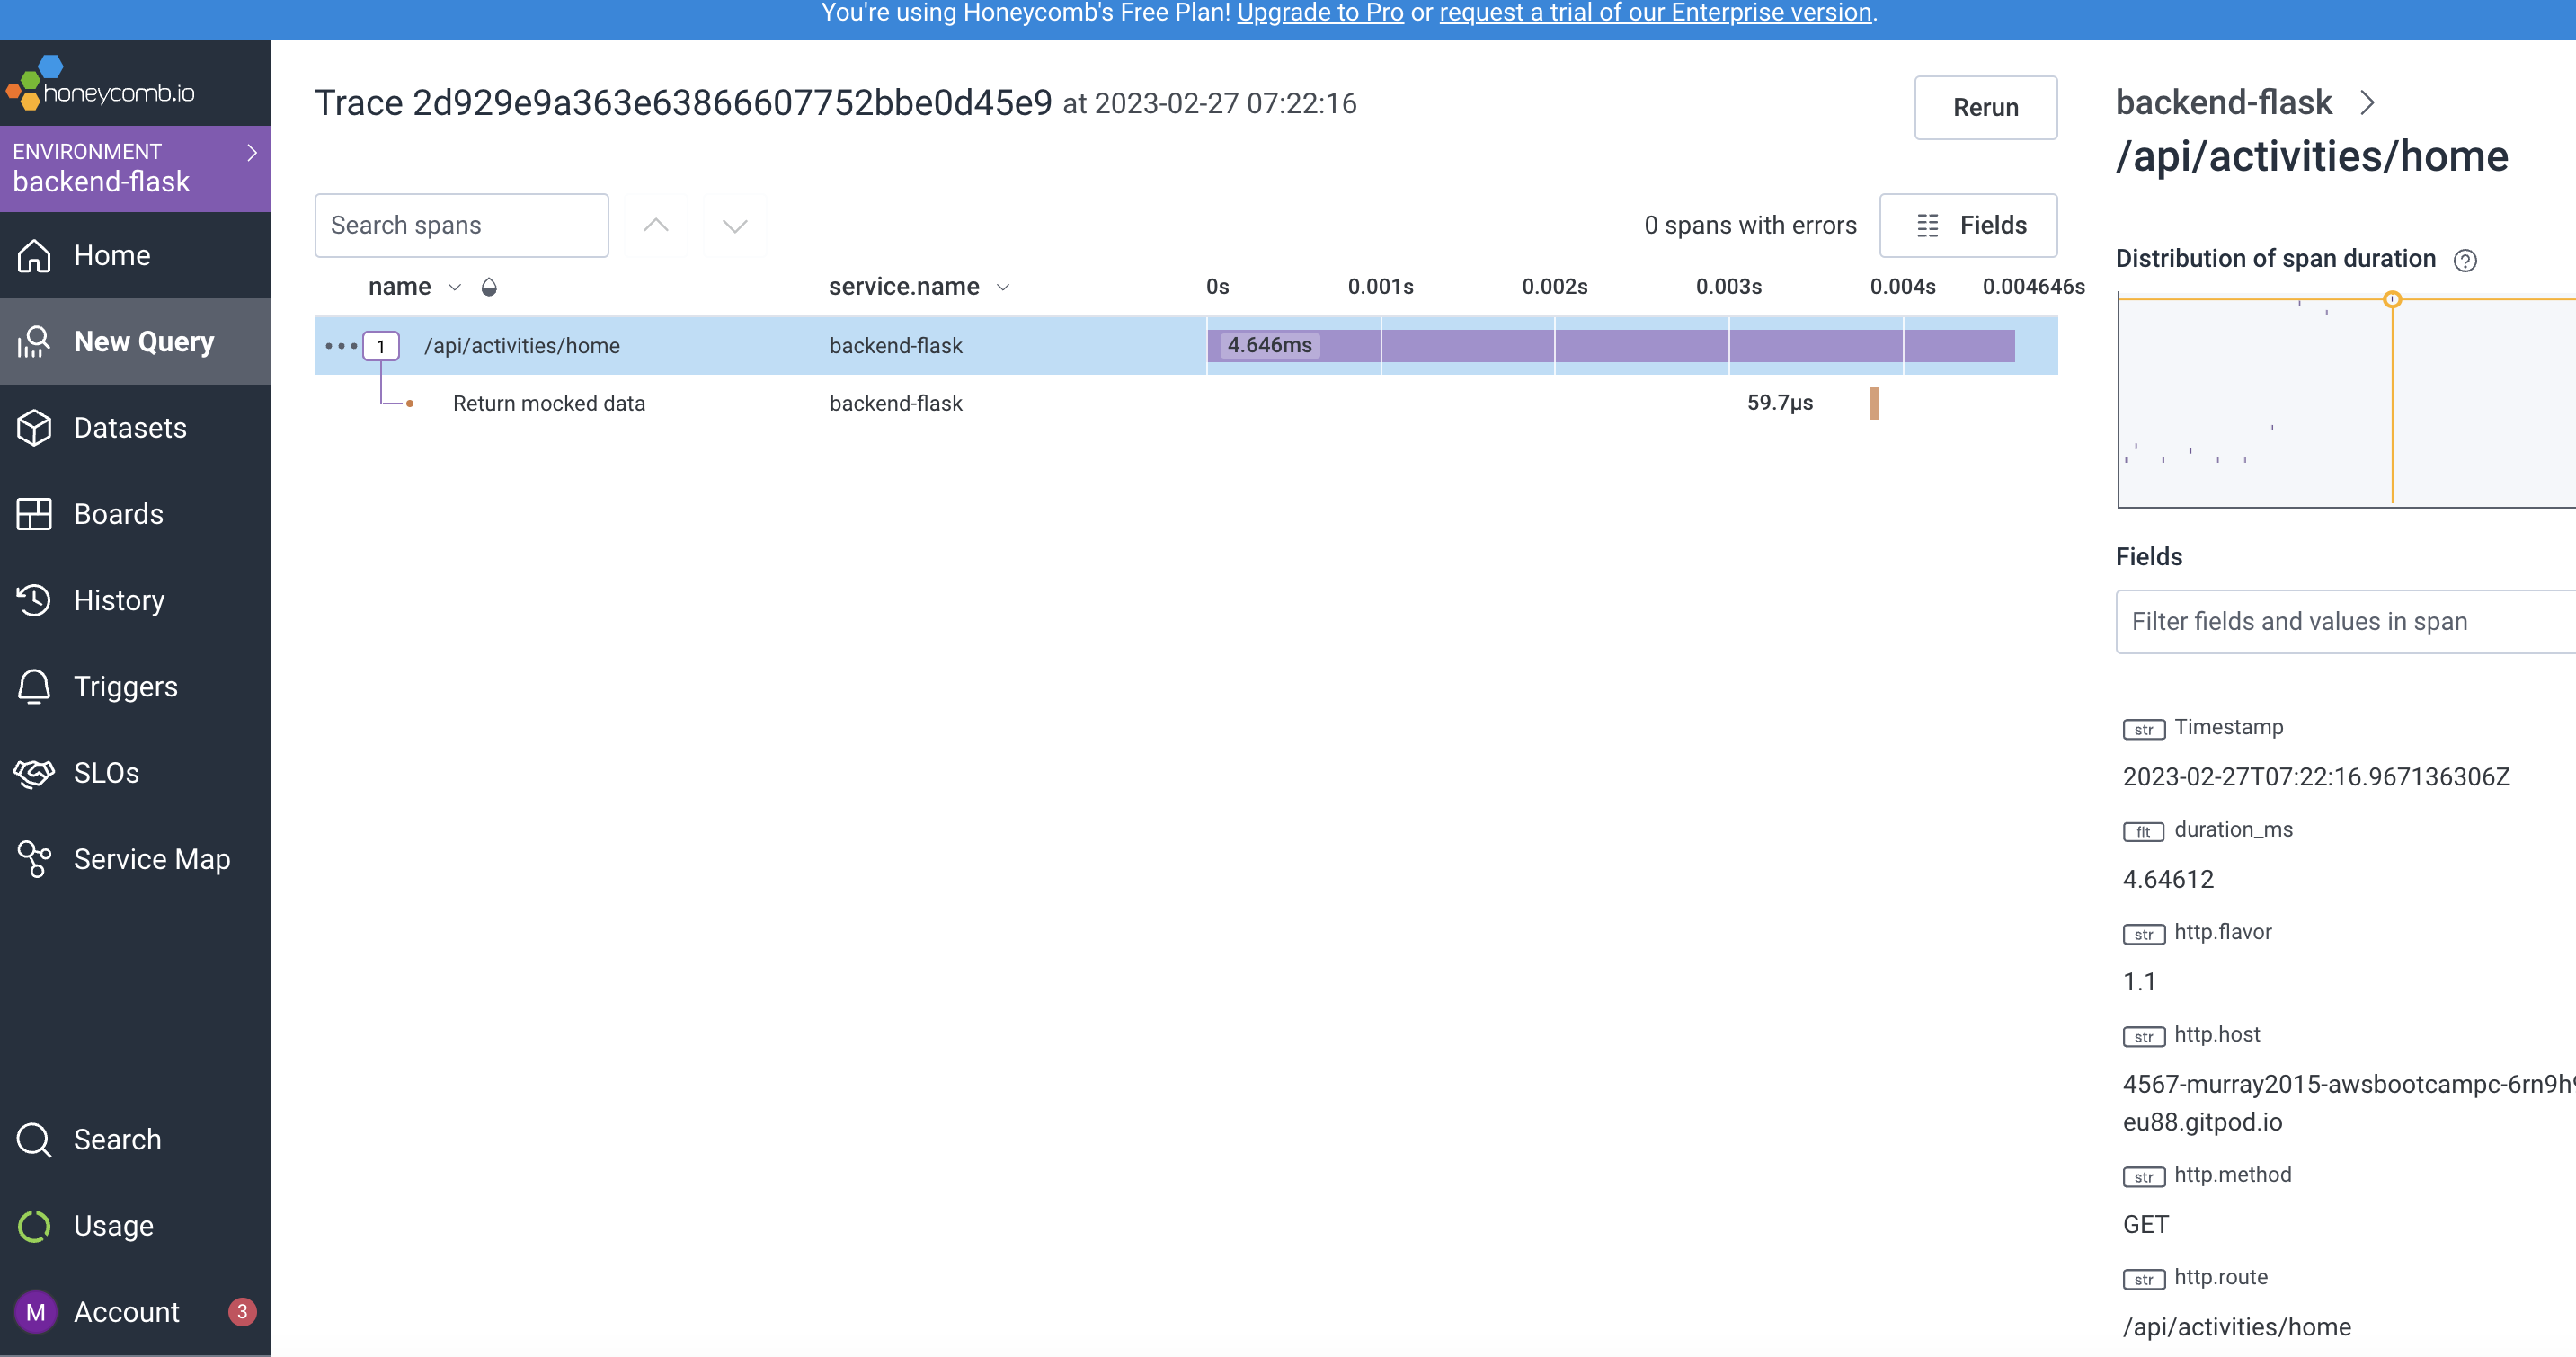 You're using Honeycomb's Free Plan! Upgrade to Pro or request a trial of our Enterprise version.
honeycomb.io
ENVIRONMENT
backend-flask
Home
New Query
Datasets
Boards
History
Triggers
SLOs
Service Map
Search
Usage
M Account 3
Trace 2d929e9a363e63866607752bbe0d45e9 at 2023-02-27 07:22:16
Rerun
Search spans
0 spans with errors
Fields
name service.name 0s 0.001s 0.002s 0.003s 0.004s 0.004646s
1 /api/activities/home backend-flask 4.646ms
Return mocked data backend-flask 59.7μs
backend-flask
/api/activities/home
Distribution of span duration ?
Fields
Filter fields and values in span
str Timestamp
2023-02-27T07:22:16.967136306Z
flt duration_ms
4.64612
str http.flavor
1.1
str http.host
4567-murray2015-awsbootcampc-6rn9h
eu88.gitpod.io
str http.method
GET
str http.route
/api/activities/home